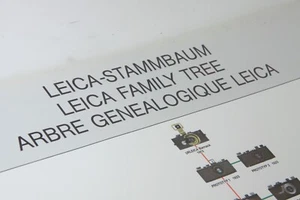 LEICA-STAMMBAUM
LEICA FAMILY TREE
ARBRE GENEALOGIQUE LEICA